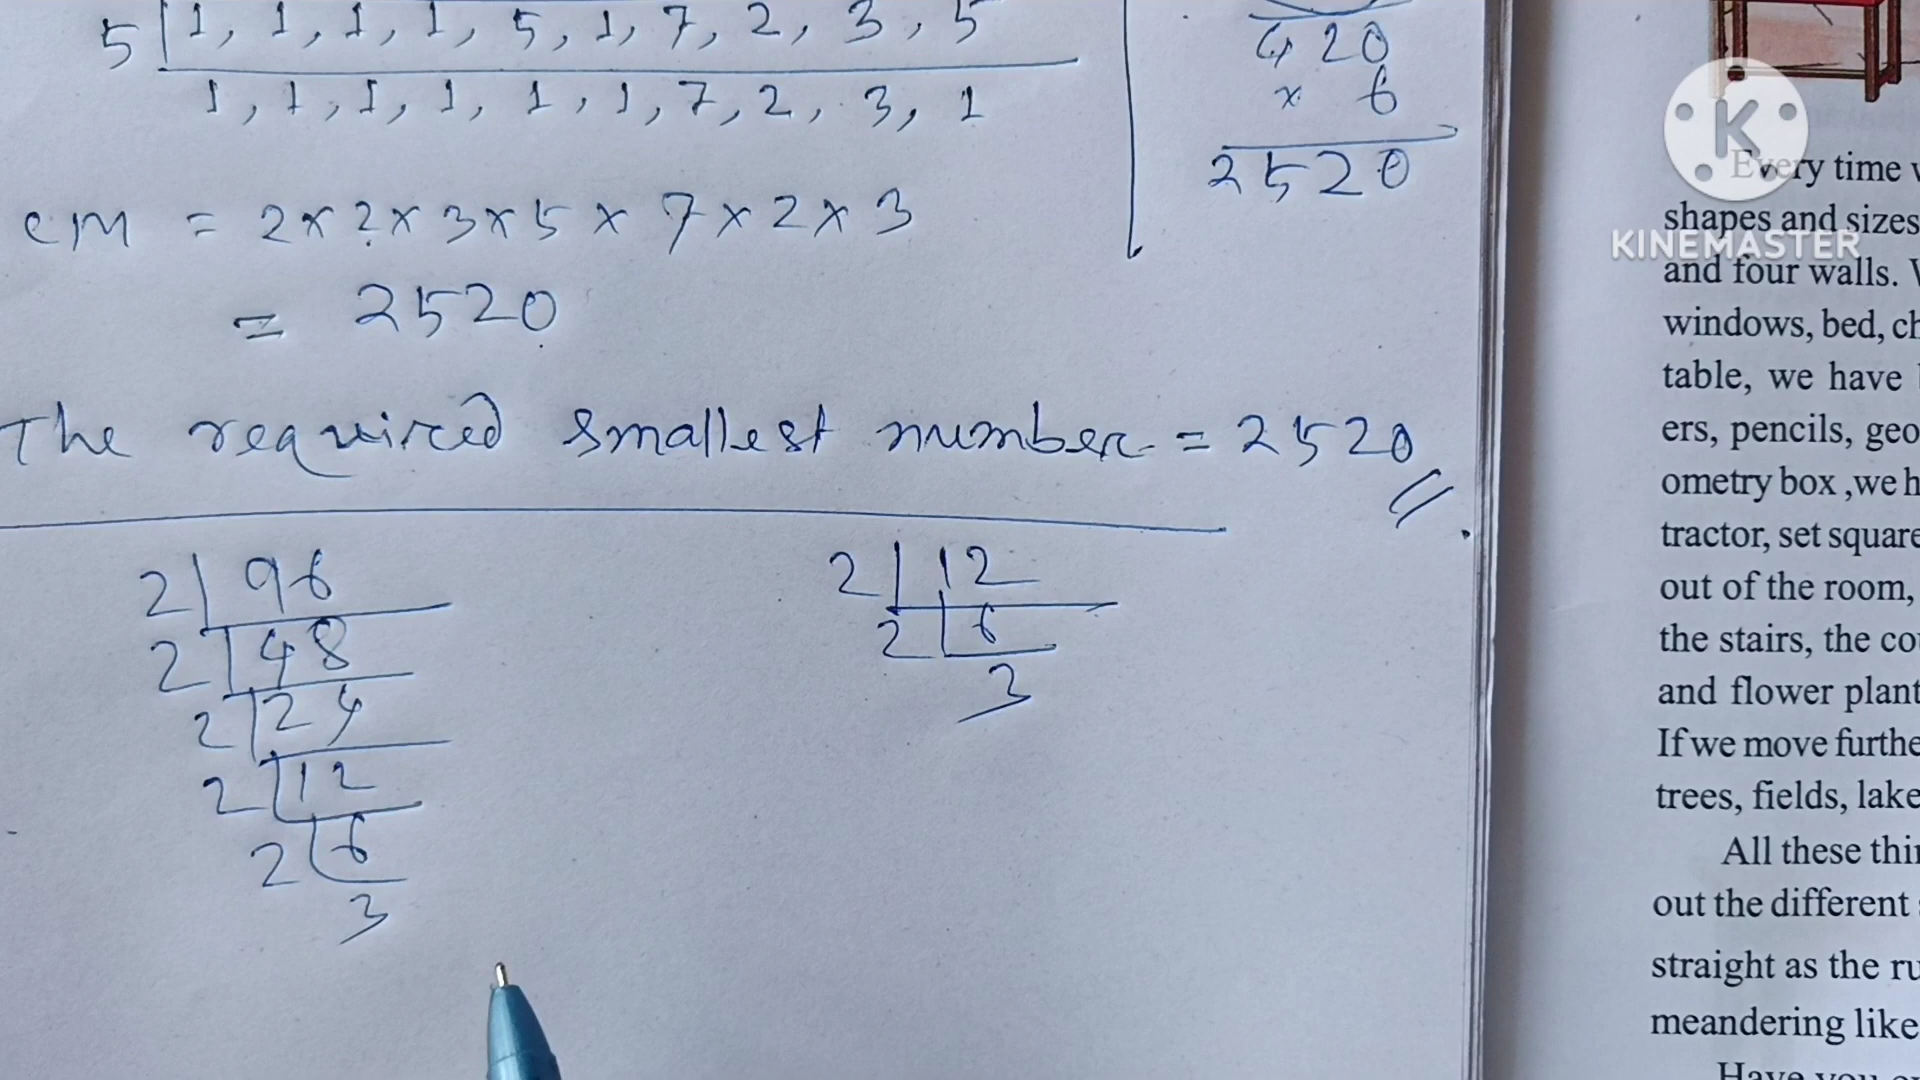 5 | 1, 1, 1, 1, 5, 1, 7, 2, 3, 5
1, 1, 1, 1, 1, 1, 7, 2, 3, 1
CM = 2 x 2 x 3 x 5 x 7 x 2 x 3
= 2520
The required smallest number = 2520
420
x 6
2520
2 | 96
2 | 48
2 | 24
2 | 12
2 | 6
3
2 | 12
2 | 6
3
K
KINEMASTER
Every time
shapes and sizes
and four walls.
windows, bed,
table, we have
ers, pencils, geo
ometry box ,we
tractor, set square
out of the room,
the stairs, the
and flower plant
If we move furthe
trees, fields, lake
All these
out the different
straight as the
meandering like
Have you